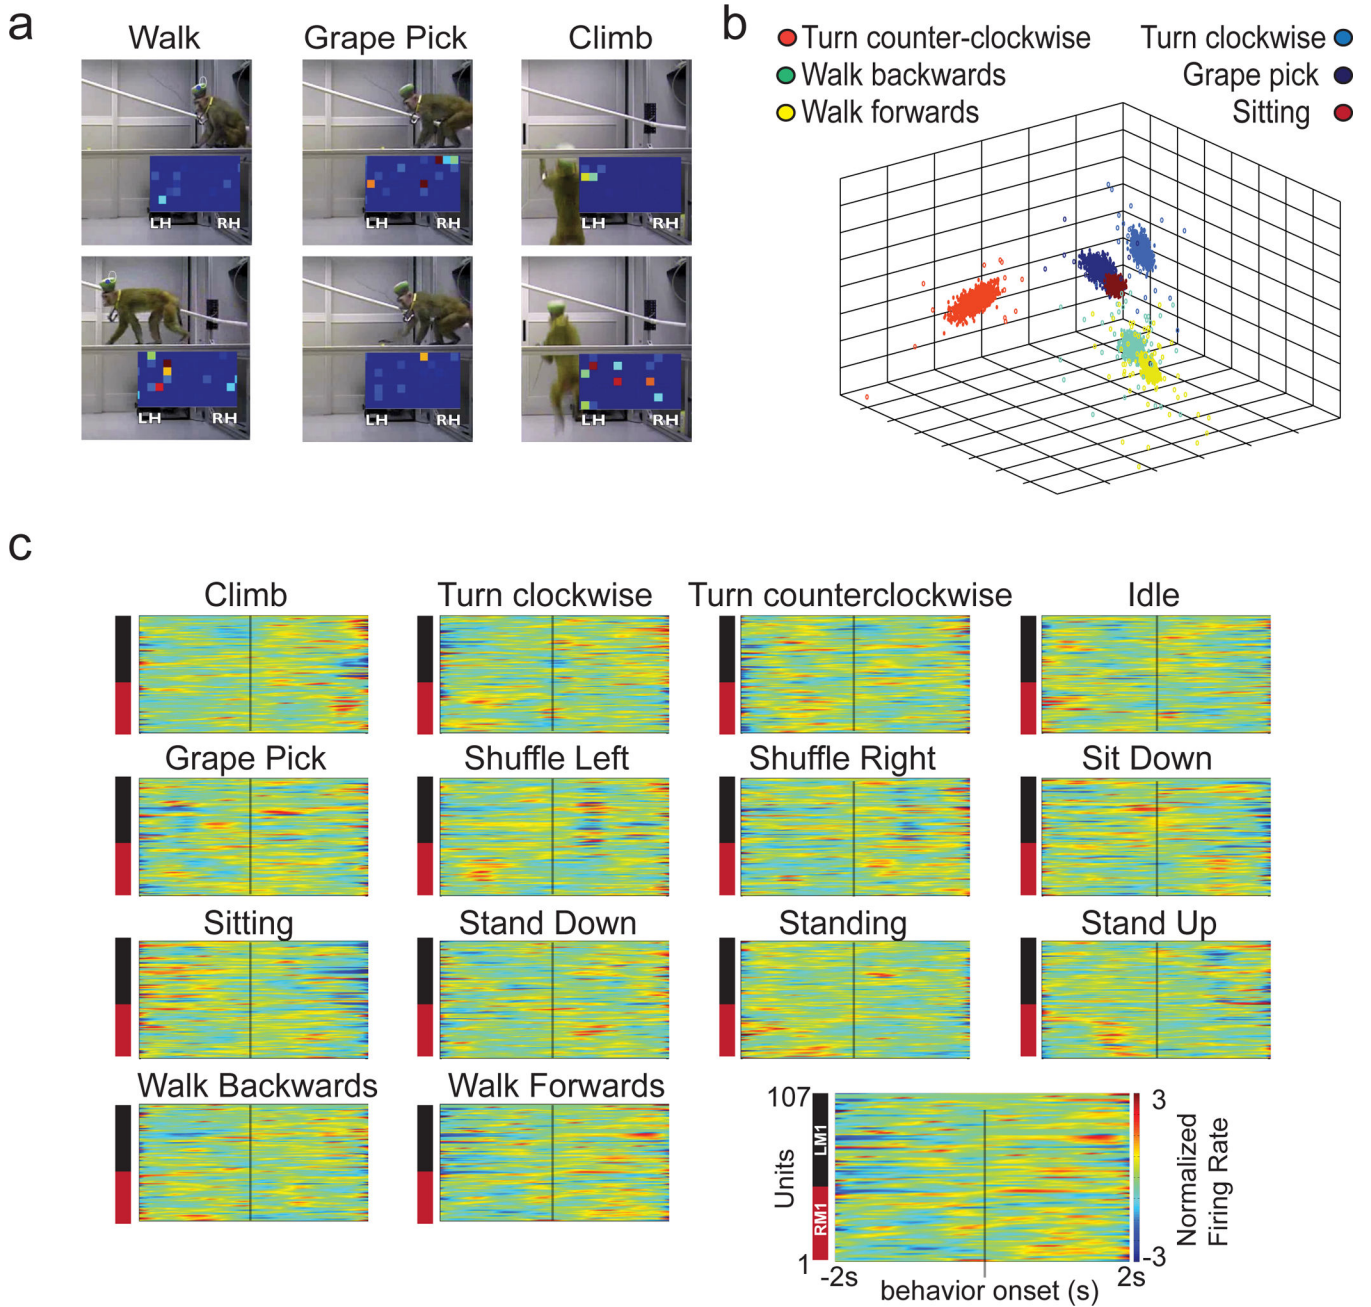 a
Walk
Grape Pick
Climb
LH RH
LH RH
LH RH
LH RH
LH RH
LH RH
b
Turn counter-clockwise
Turn clockwise
Walk backwards
Grape pick
Walk forwards
Sitting
c
Climb
Turn clockwise
Turn counterclockwise
Idle
Grape Pick
Shuffle Left
Shuffle Right
Sit Down
Sitting
Stand Down
Standing
Stand Up
Walk Backwards
Walk Forwards
107
LM1
Units
RM1
1
-2s
behavior onset (s)
2s
3
Normalized
Firing Rate
-3